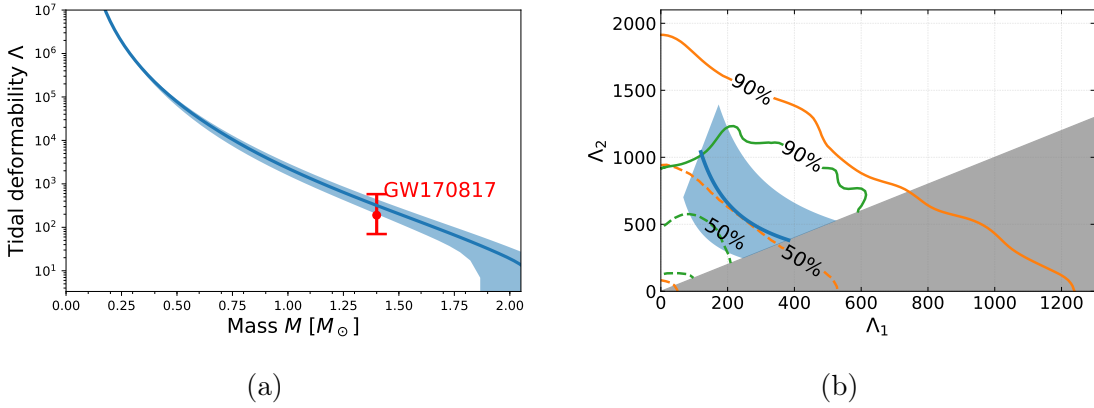 10⁷
10⁶
10⁵
10⁴
10³
10²
10¹
Tidal deformability Λ
GW170817
0.00 0.25 0.50 0.75 1.00 1.25 1.50 1.75 2.00
Mass M [M⊙]
(a)
2000
1500
1000
500
0
Λ₂
90%
90%
50%
50%
0 200 400 600 800 1000 1200
Λ₁
(b)